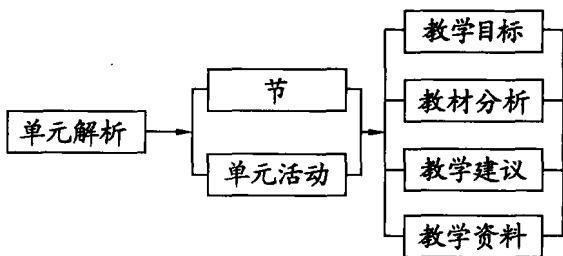 单元解析
节
单元活动
教学目标
教材分析
教学建议
教学资料